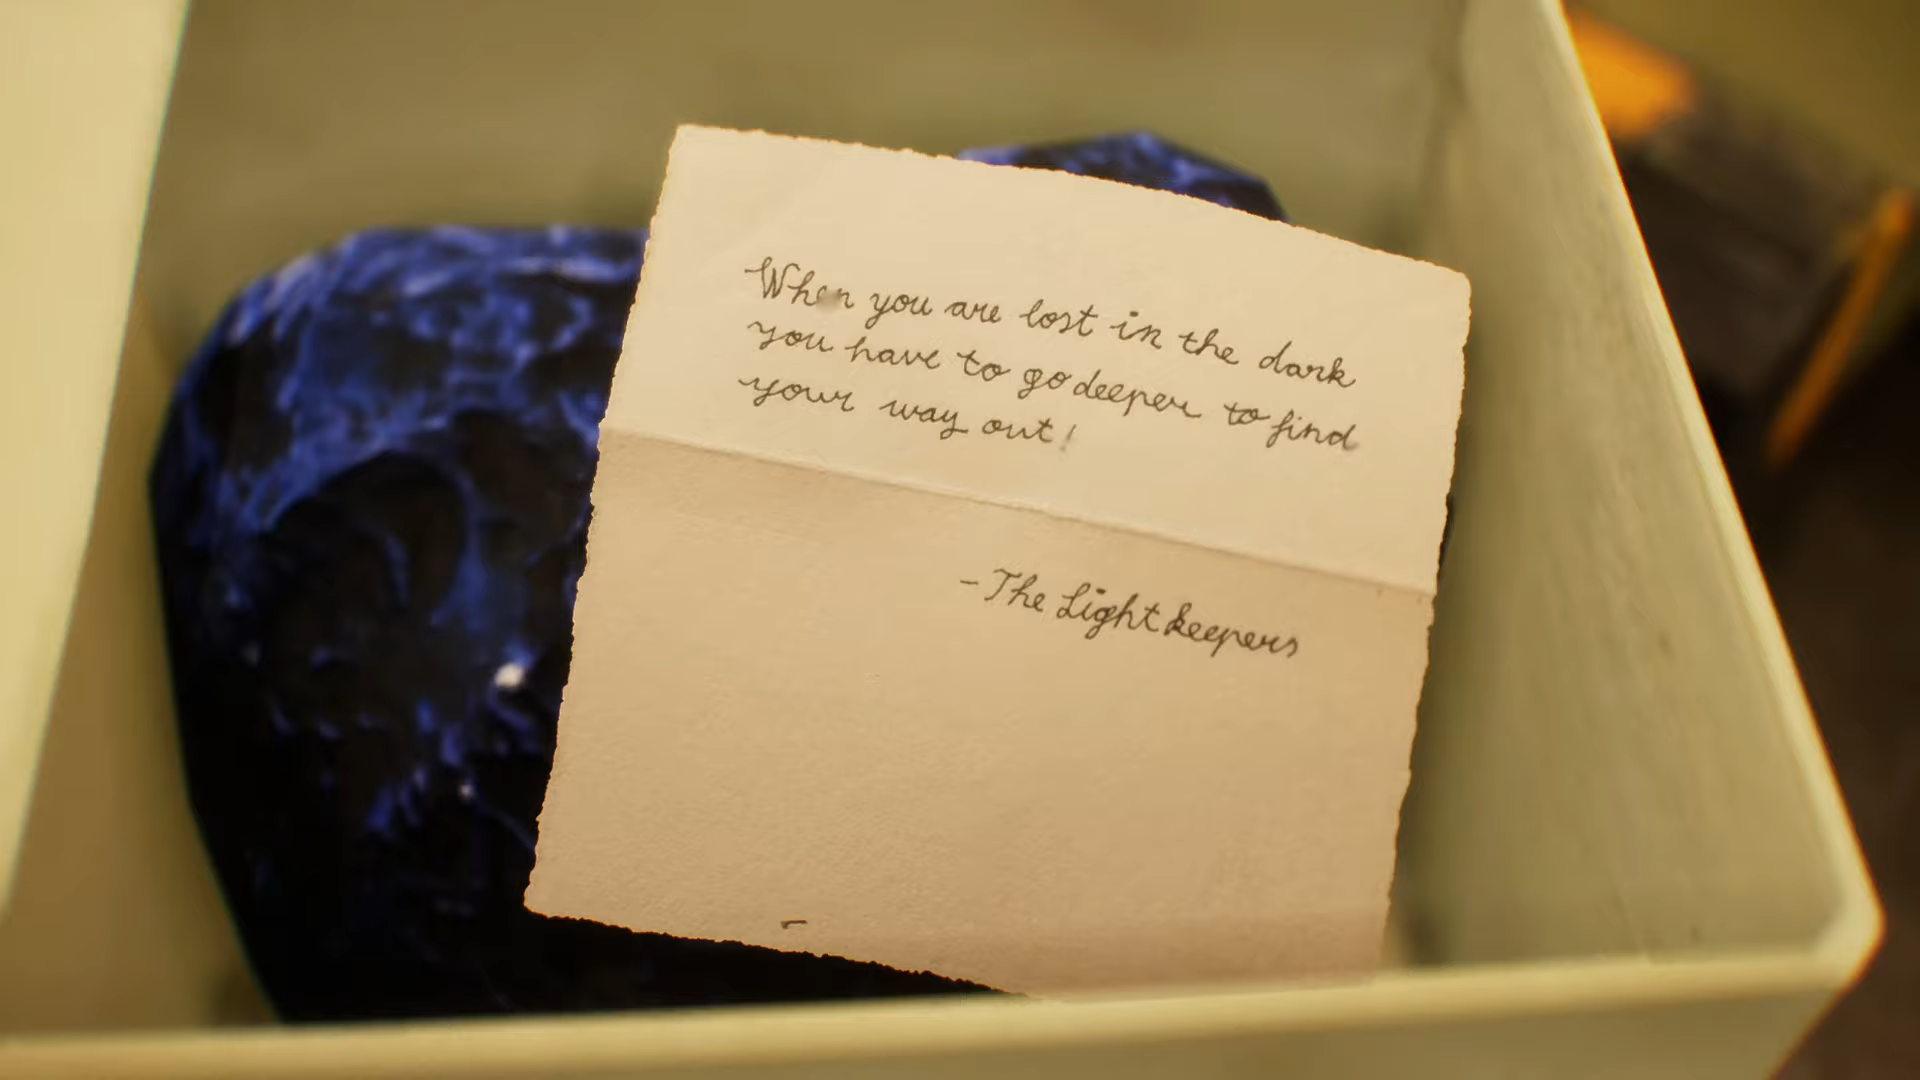 When you are lost in the dark
you have to go deeper to find
your way out!
- The Lightkeepers